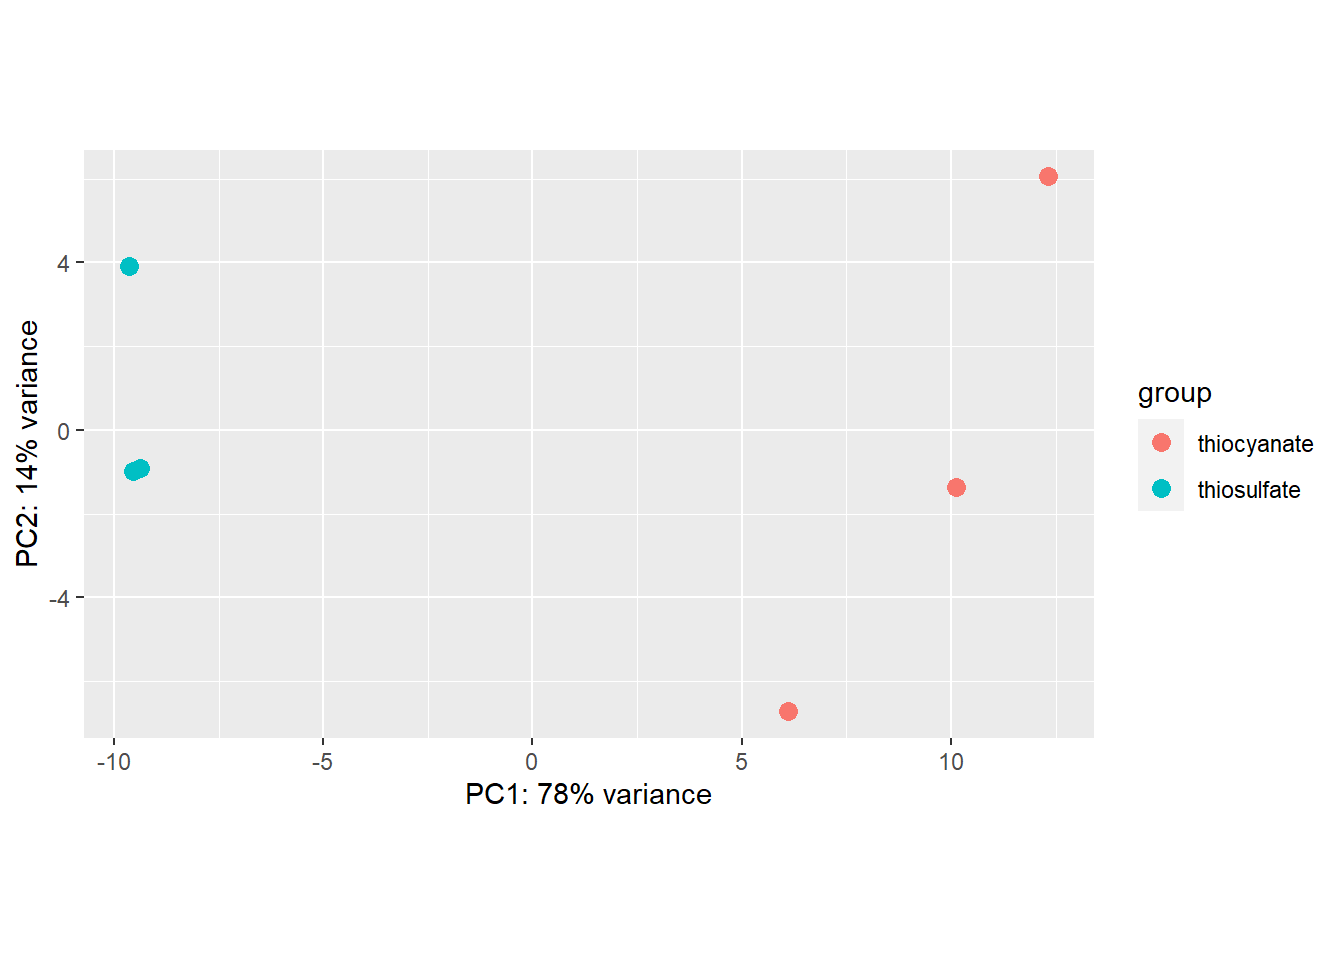 4
0
-4
-10
-5
0
5
10
PC1: 78% variance
PC2: 14% variance
group
thiocyanate
thiosulfate